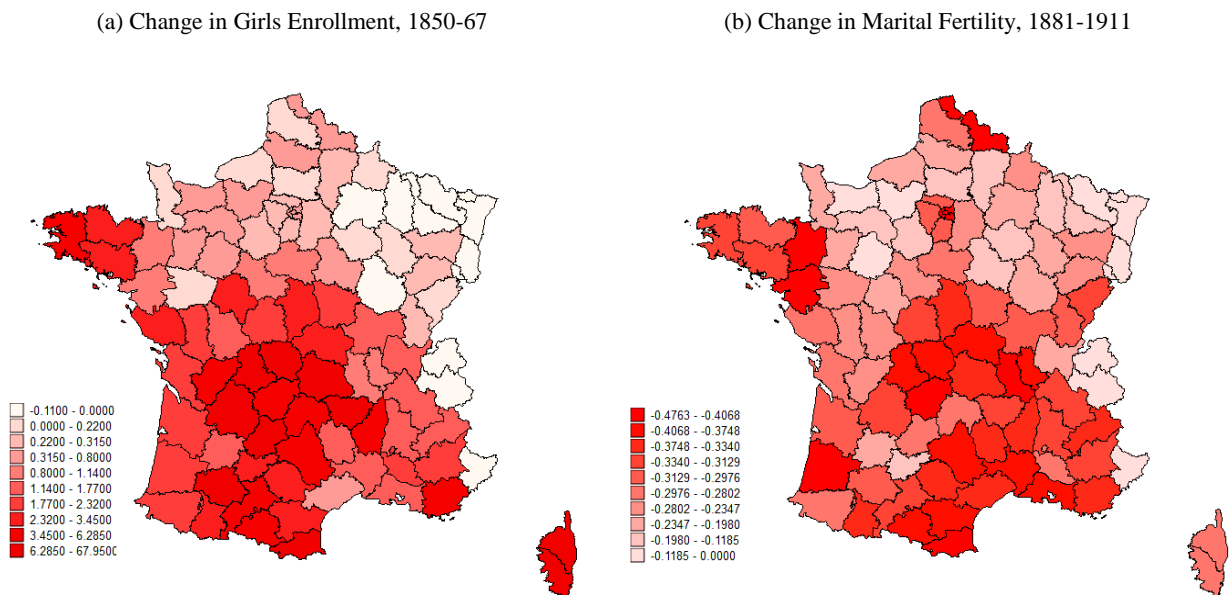 (a) Change in Girls Enrollment, 1850-67
(b) Change in Marital Fertility, 1881-1911
-0.1100 - 0.0000
0.0000 - 0.2200
0.2200 - 0.3150
0.3150 - 0.8000
0.8000 - 1.1400
1.1400 - 1.7700
1.7700 - 2.3200
2.3200 - 3.4500
3.4500 - 6.2850
6.2850 - 67.9500
-0.4763 - -0.4068
-0.4068 - -0.3748
-0.3748 - -0.3340
-0.3340 - -0.3129
-0.3129 - -0.2976
-0.2976 - -0.2802
-0.2802 - -0.2347
-0.2347 - -0.1980
-0.1980 - -0.1185
-0.1185 - 0.0000